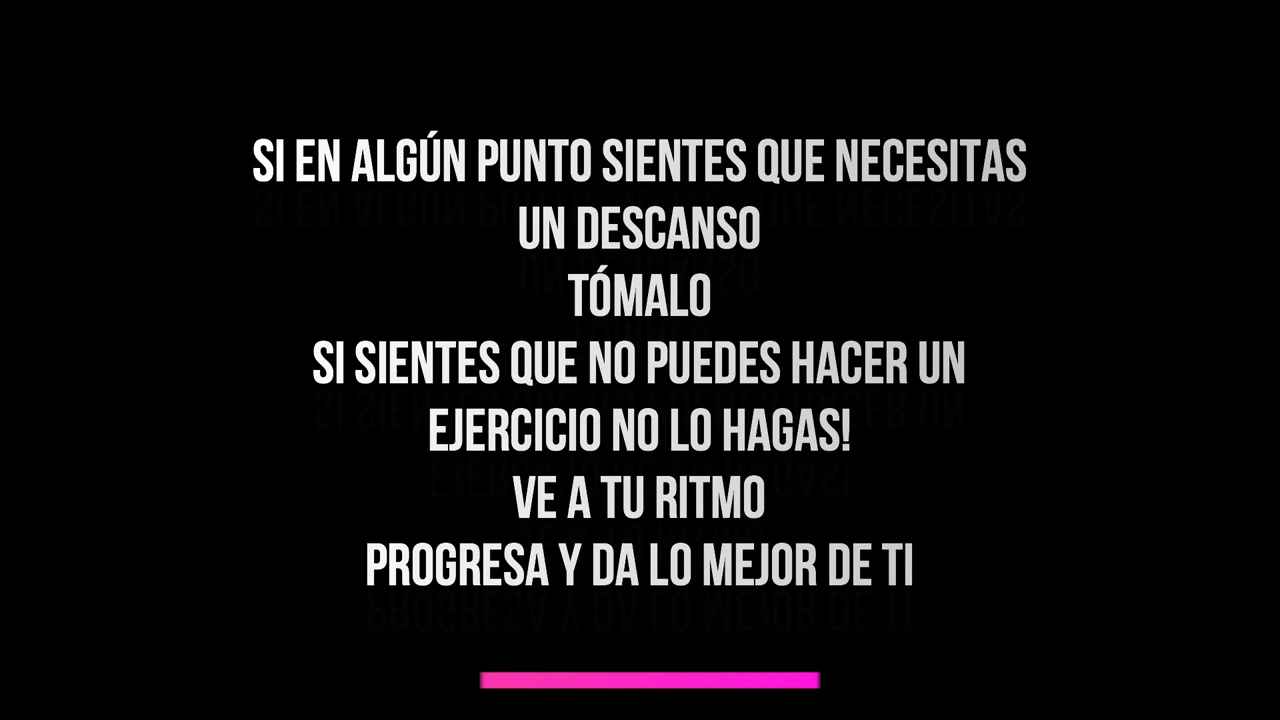 SI EN ALGÚN PUNTO SIENTES QUE NECESITAS
UN DESCANSO
TÓMALO
SI SIENTES QUE NO PUEDES HACER UN
EJERCICIO NO LO HAGAS!
VE A TU RITMO
PROGRESA Y DA LO MEJOR DE TI